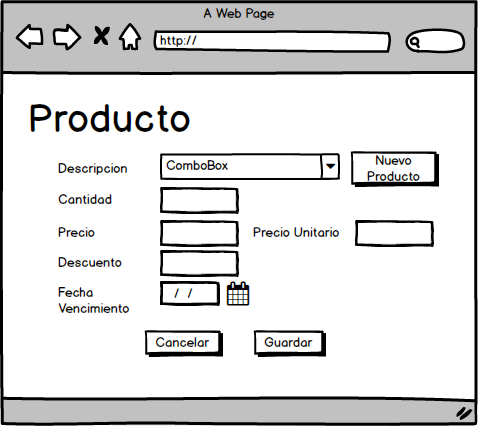 A Web Page
http://
Producto
Descripcion
ComboBox
Nuevo
Producto
Cantidad
Precio
Precio Unitario
Descuento
Fecha
Vencimiento
/ /
Cancelar
Guardar